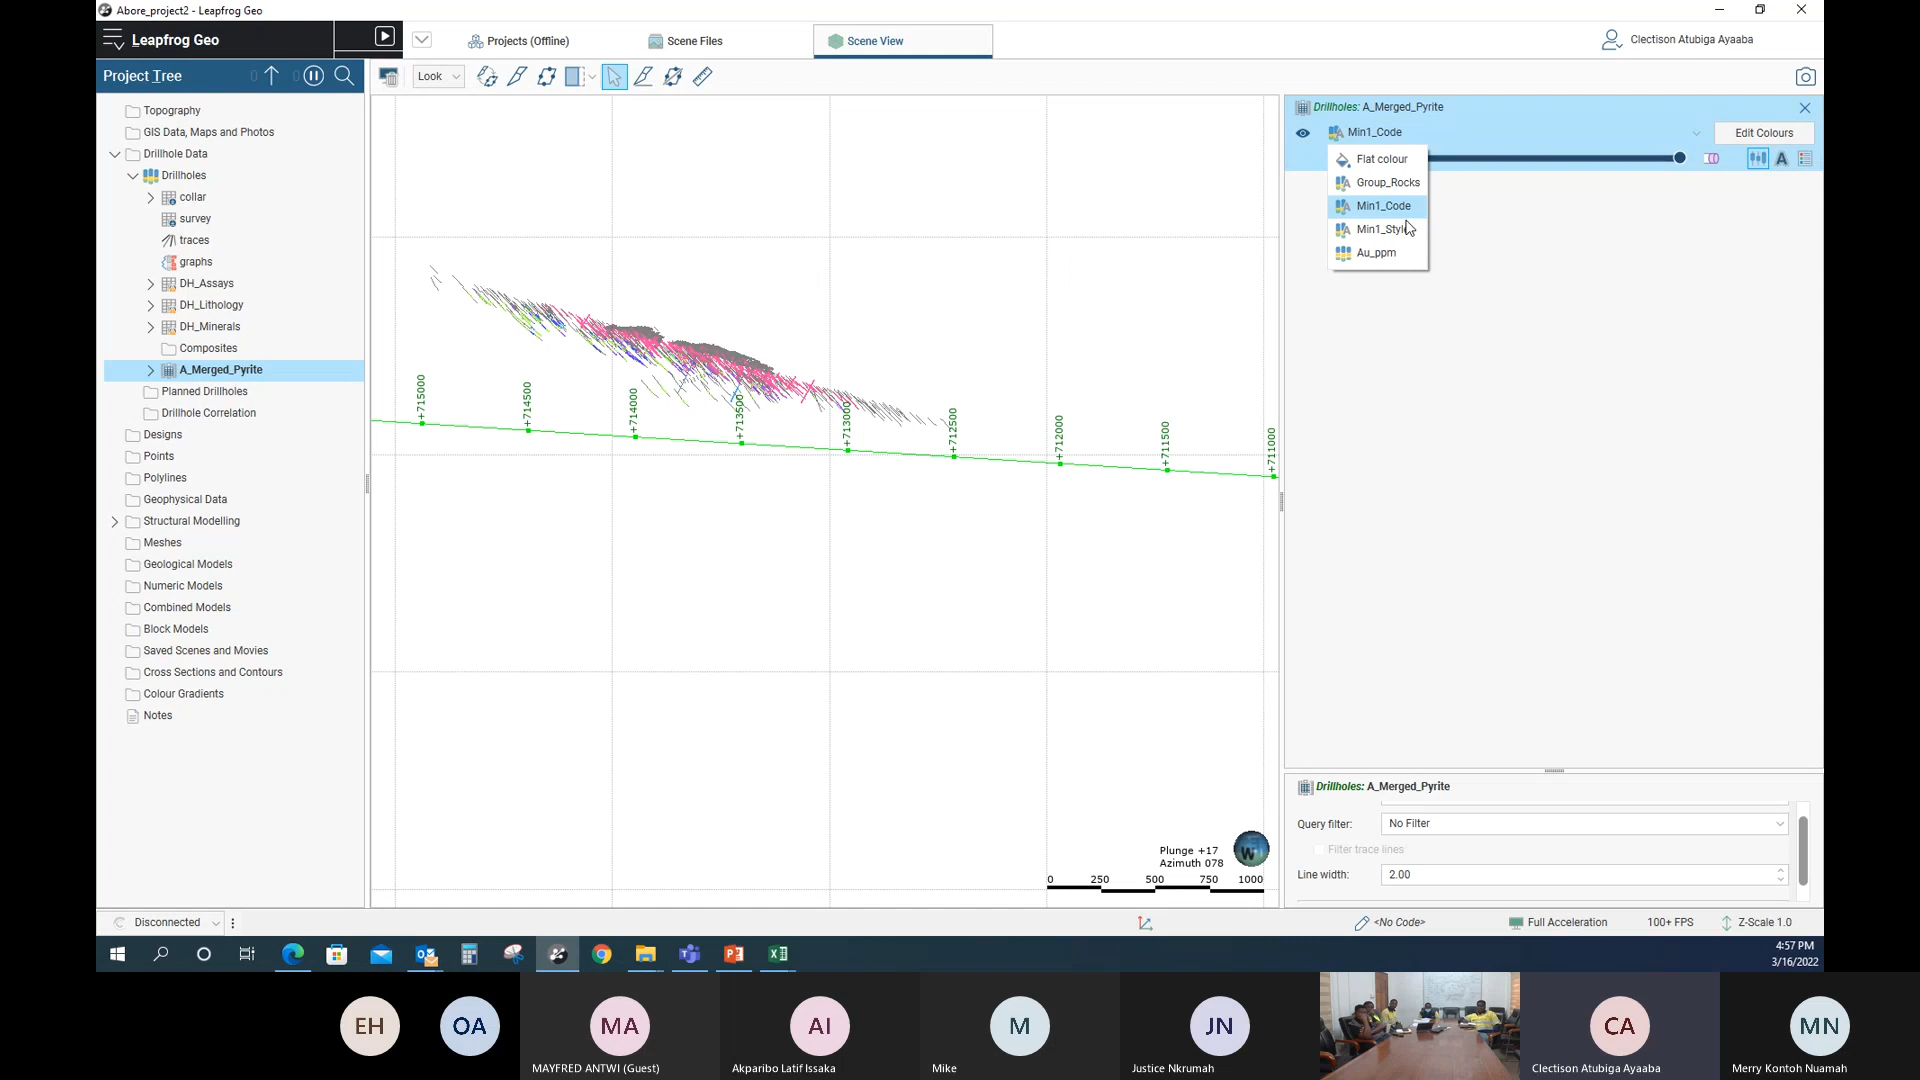 Abore_project2 - Leapfrog Geo
Leapfrog Geo
Projects (Offline)
Scene Files
Scene View
Clectison Atubiga Ayaaba
Project Tree
0
0
Look
Topography
GIS Data, Maps and Photos
Drillhole Data
Drillholes
collar
survey
traces
graphs
DH_Assays
DH_Lithology
DH_Minerals
Composites
A_Merged_Pyrite
Planned Drillholes
Drillhole Correlation
Designs
Points
Polylines
Geophysical Data
Structural Modelling
Meshes
Geological Models
Numeric Models
Combined Models
Block Models
Saved Scenes and Movies
Cross Sections and Contours
Colour Gradients
Notes
+715000
+714500
+714000
+713500
+713000
+712500
+712000
+711500
+711000
Plunge +17
Azimuth 078
W
0 250 500 750 1000
Drillholes: A_Merged_Pyrite
Min1_Code
Edit Colours
A
Flat colour
Group_Rocks
Min1_Code
Min1_Style
Au_ppm
Drillholes: A_Merged_Pyrite
Query filter: No Filter
Filter trace lines
Line width: 2.00
Disconnected
<No Code>
Full Acceleration
100+ FPS
Z-Scale 1.0
4:57 PM
3/16/2022
EH
OA
MA
MAYFRED ANTWI (Guest)
AI
Akparibo Latif Issaka
M
Mike
JN
Justice Nkrumah
CA
Clectison Atubiga Ayaaba
MN
Merry Kontoh Nuamah